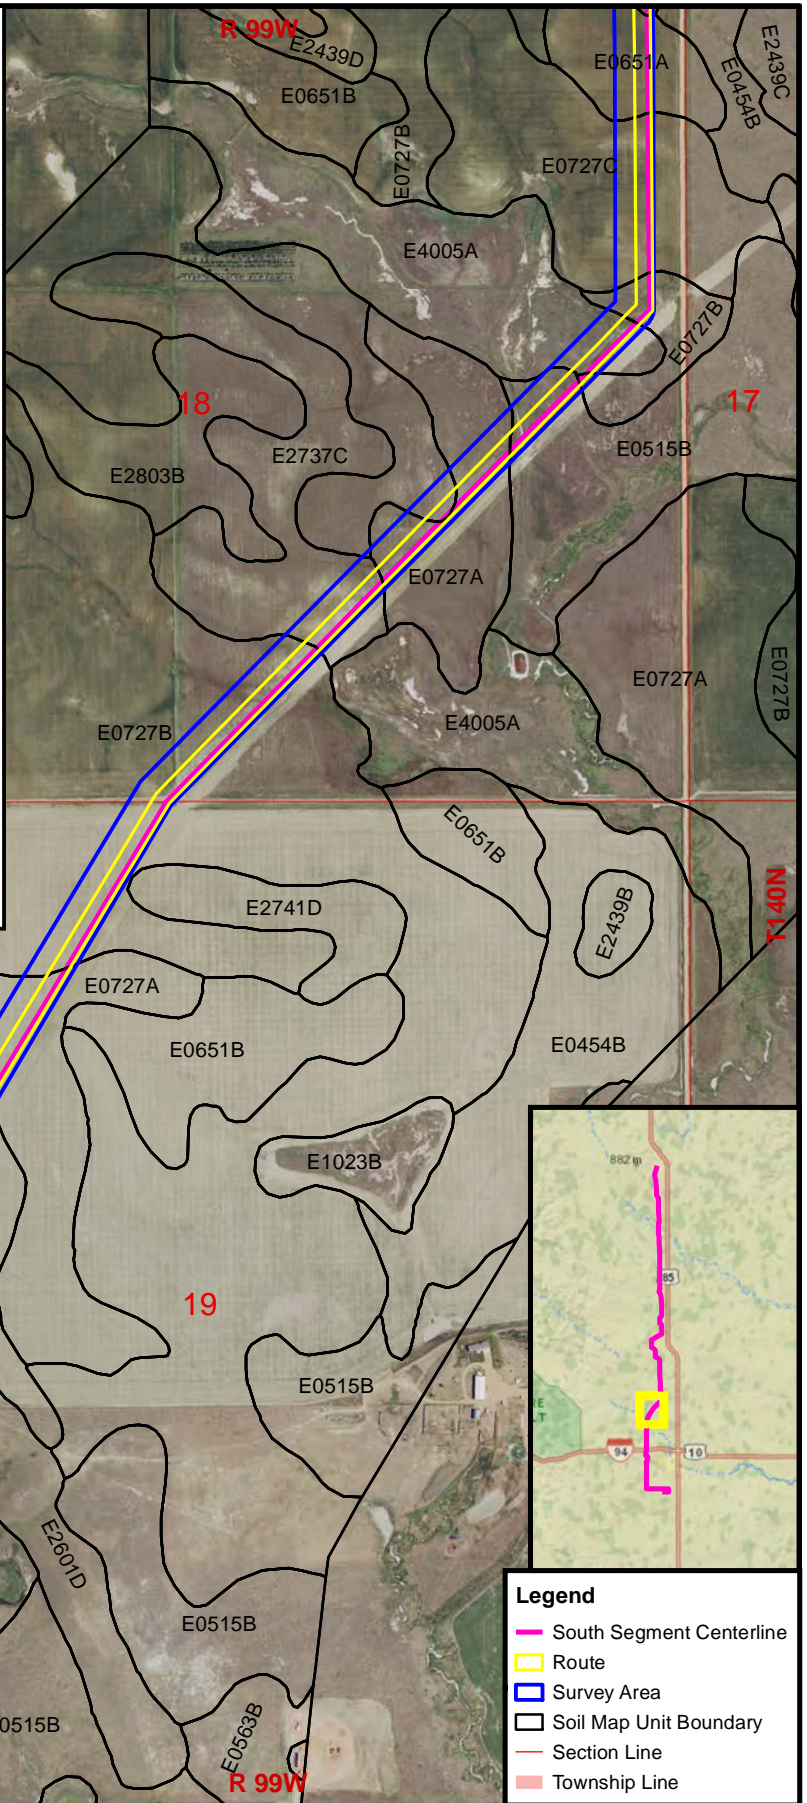 R 99W
E2439D
E0651A
E2439C
E0454B
E0651B
E0727B
E0727C
E4005A
E0727B
18
17
E2737C
E0515B
E2803B
E0727A
E0727A
E0727B
E4005A
E0727B
E0651B
T140N
E2741D
E2439B
E0727A
E0651B
E0454B
E1023B
882 m
85
19
E0515B
94
10
E2601D
E0515B
0515B
E0563B
R 99W
RE
LT
Legend
South Segment Centerline
Route
Survey Area
Soil Map Unit Boundary
Section Line
Township Line